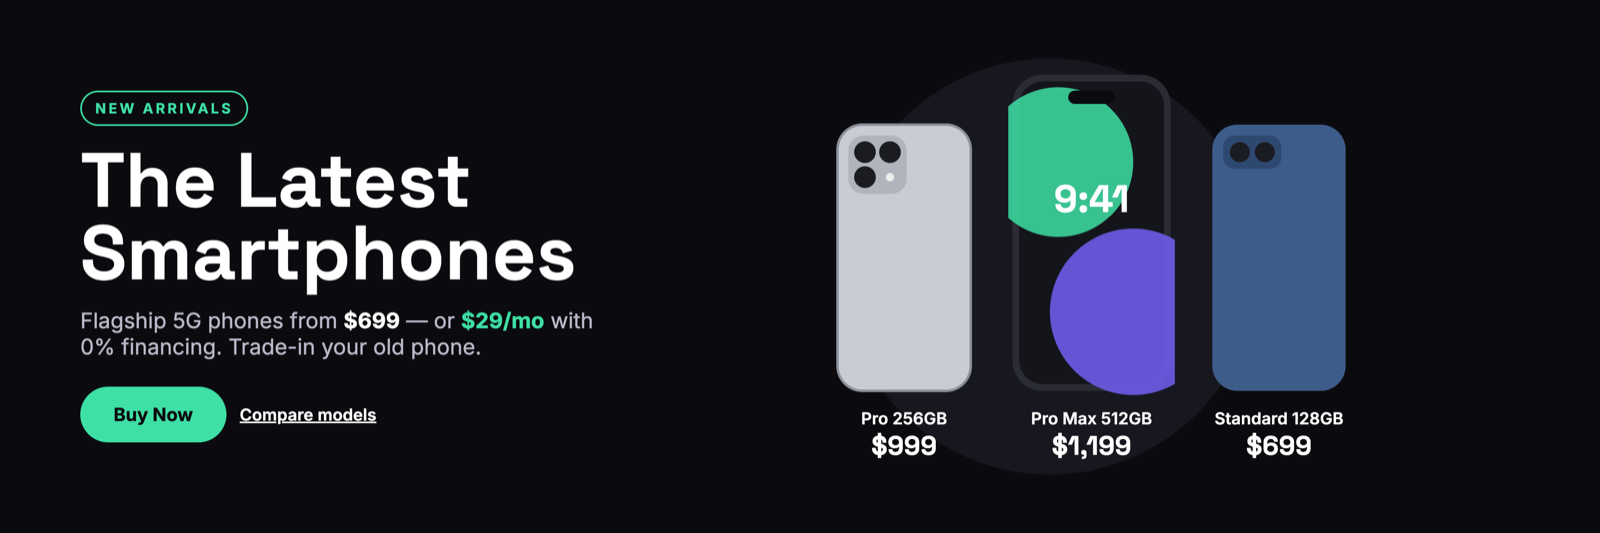 NEW ARRIVALS
The Latest
Smartphones
Flagship 5G phones from $699 — or $29/mo with
0% financing. Trade-in your old phone.
Buy Now
Compare models
9:41
Pro 256GB
$999
Pro Max 512GB
$1,199
Standard 128GB
$699